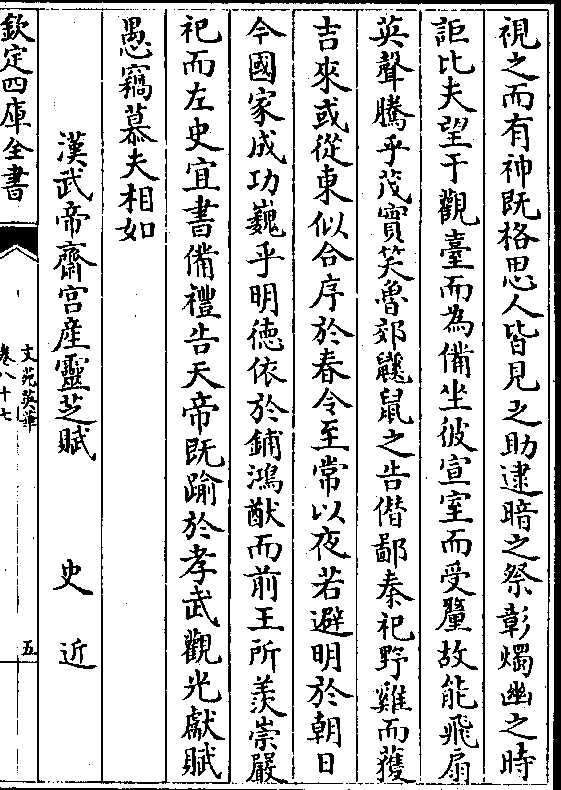 視之而有神既格思人皆見之助逮暗之祭彰燭幽之時
詎比夫望于觀臺而為備坐彼宣室而受釐故能飛扇
英聲騰乎茂實笑魯郊鼷鼠之告僭鄙秦祀野雞而獲
吉來或從東似合序於春令至常以夜若避明於朝日
今國家成功巍乎明德依於鋪鴻猷而前王所羡崇嚴
祀而左史宜書備禮告天帝既踰於孝武觀光獻賦
愚竊慕夫相如
漢武帝齋宫産靈芝賦 史近
欽定四庫全書
文苑英華
卷八十七
五